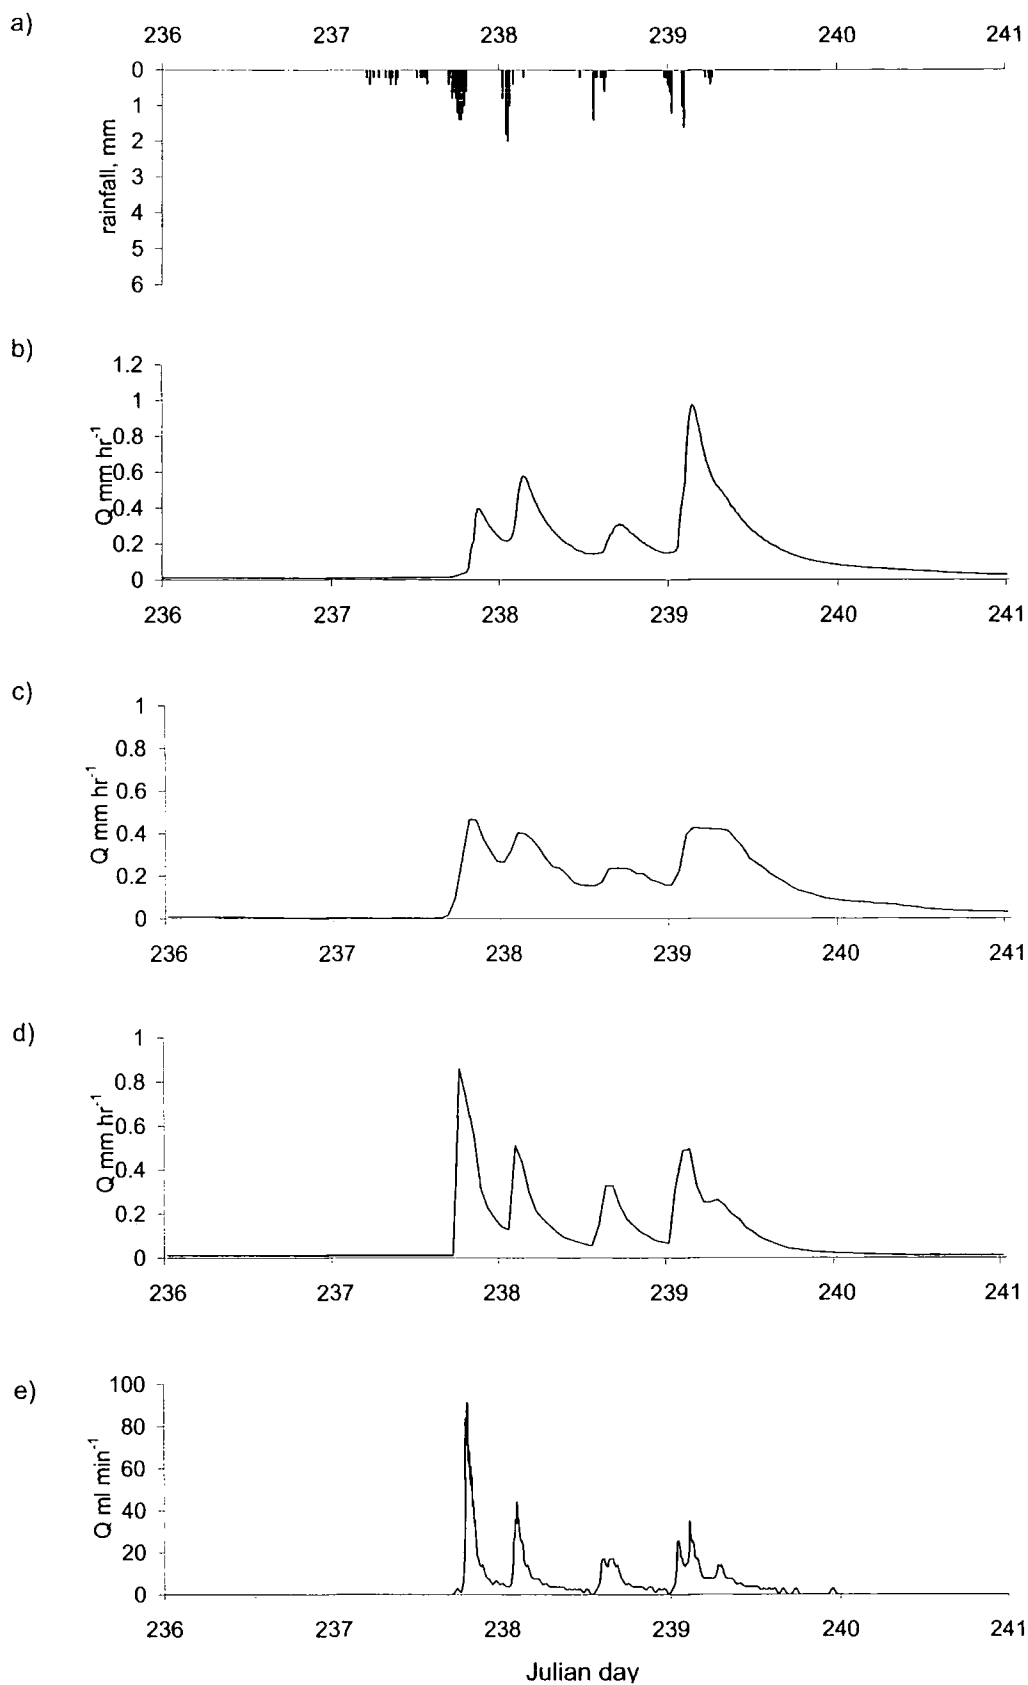 a)
236 237 238 239 240 241
0
1
2
3
4
5
6
rainfall, mm
b)
1.2
1
0.8
0.6
0.4
0.2
0
Q mm hr-1
236 237 238 239 240 241
c)
1
0.8
0.6
0.4
0.2
0
Q mm hr-1
236 237 238 239 240 241
d)
1
0.8
0.6
0.4
0.2
0
Q mm hr-1
236 237 238 239 240 241
e)
100
80
60
40
20
0
Q ml min-1
236 237 238 239 240 241
Julian day